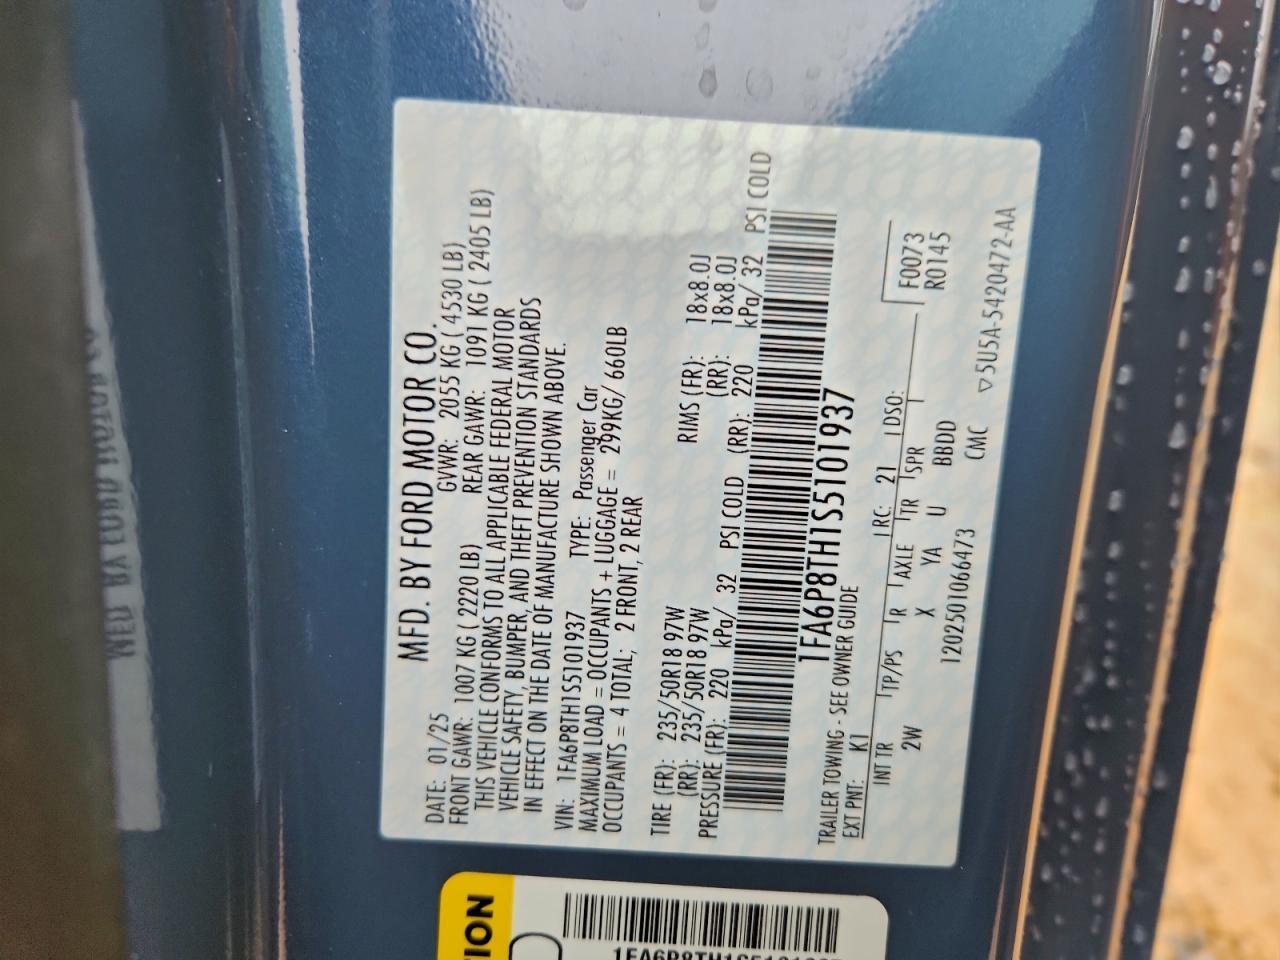 MFD. BY FORD MOTOR CO.
DATE: 01/25 GVWR: 2055 KG ( 4530 LB)
FRONT GAWR: 1007 KG (2220 LB) REAR GAWR: 1091 KG ( 2405 LB)
THIS VEHICLE CONFORMS TO ALL APPLICABLE FEDERAL MOTOR
VEHICLE SAFETY, BUMPER, AND THEFT PREVENTION STANDARDS
IN EFFECT ON THE DATE OF MANUFACTURE SHOWN ABOVE.
VIN: 1FA6P8TH1S5101937 TYPE: Passenger Car
MAXIMUM LOAD = OCCUPANTS + LUGGAGE = 299KG/ 660LB
OCCUPANTS = 4 TOTAL; 2 FRONT, 2 REAR
TIRE (FR): 235/50R18 97W RIMS (FR): 18x8.0J
(RR): 235/50R18 97W (RR): 18x8.0J
PRESSURE (FR): 220 kPa/ 32 PSI COLD (RR): 220 kPa/ 32 PSI COLD
1FA6P8TH1S5101937
TRAILER TOWING - SEE OWNER GUIDE
EXT PNT: K1 RC: 21 DSO: F0073
INT TR TP/PS R AXLE TR SPR R0145
2W X YA U BBDD
1202501066473 CMC ▽5U5A-5420472-AA